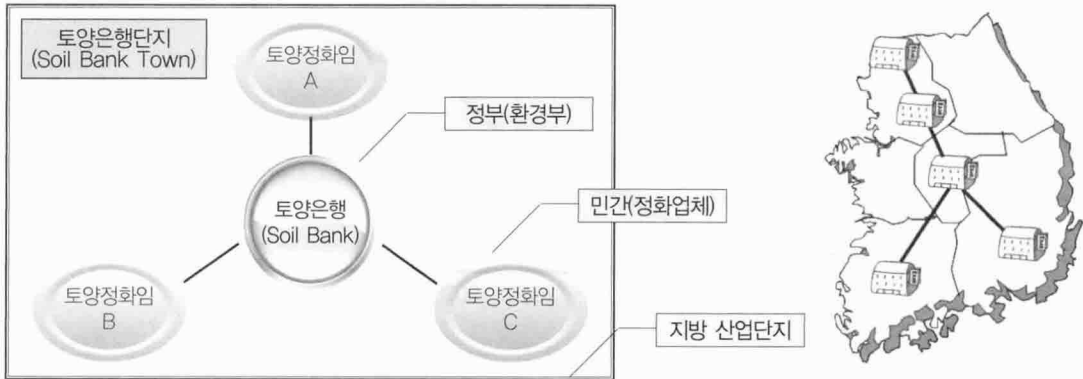 토양은행단지
(Soil Bank Town)
토양정화임
A
정부(환경부)
토양은행
(Soil Bank)
민간(정화업체)
토양정화임
B
토양정화임
C
지방 산업단지